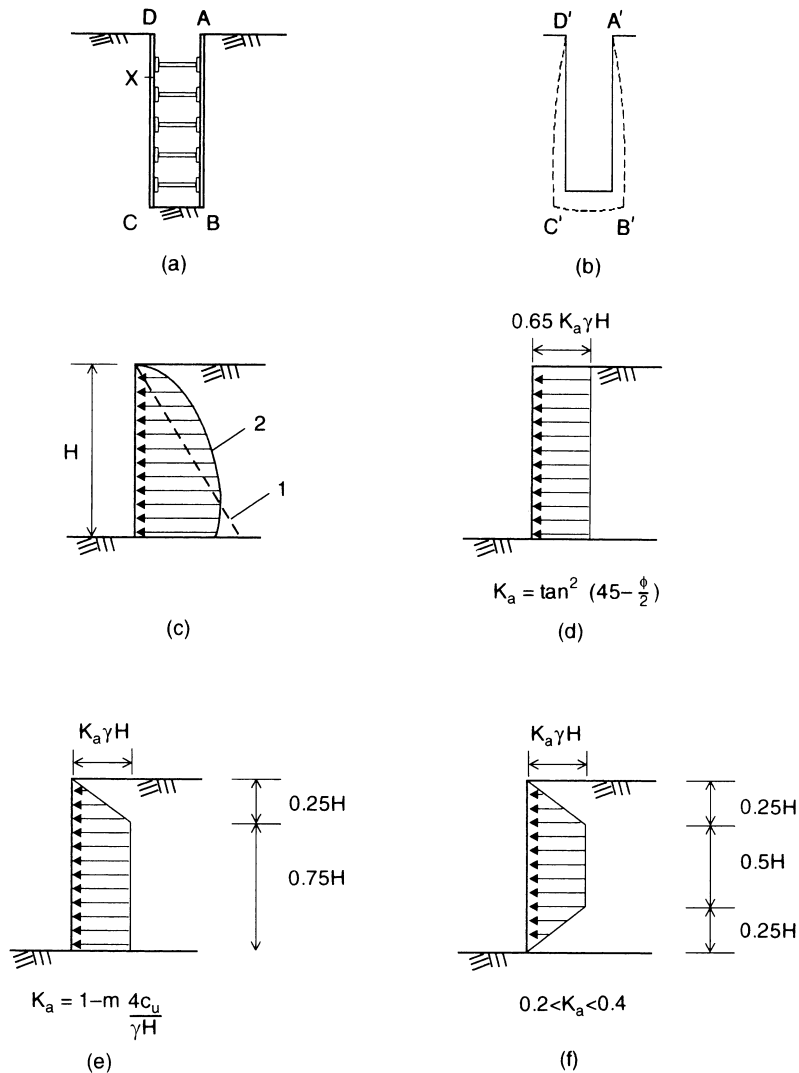 D A
X
C B
(a)
D′ A′
C′ B′
(b)
H
2
1
(c)
0.65 KₐγH
Kₐ = tan² (45− ϕ/2)
(d)
KₐγH
0.25H
0.75H
Kₐ = 1−m 4cᵤ/γH
(e)
KₐγH
0.25H
0.5H
0.25H
0.2<Kₐ<0.4
(f)